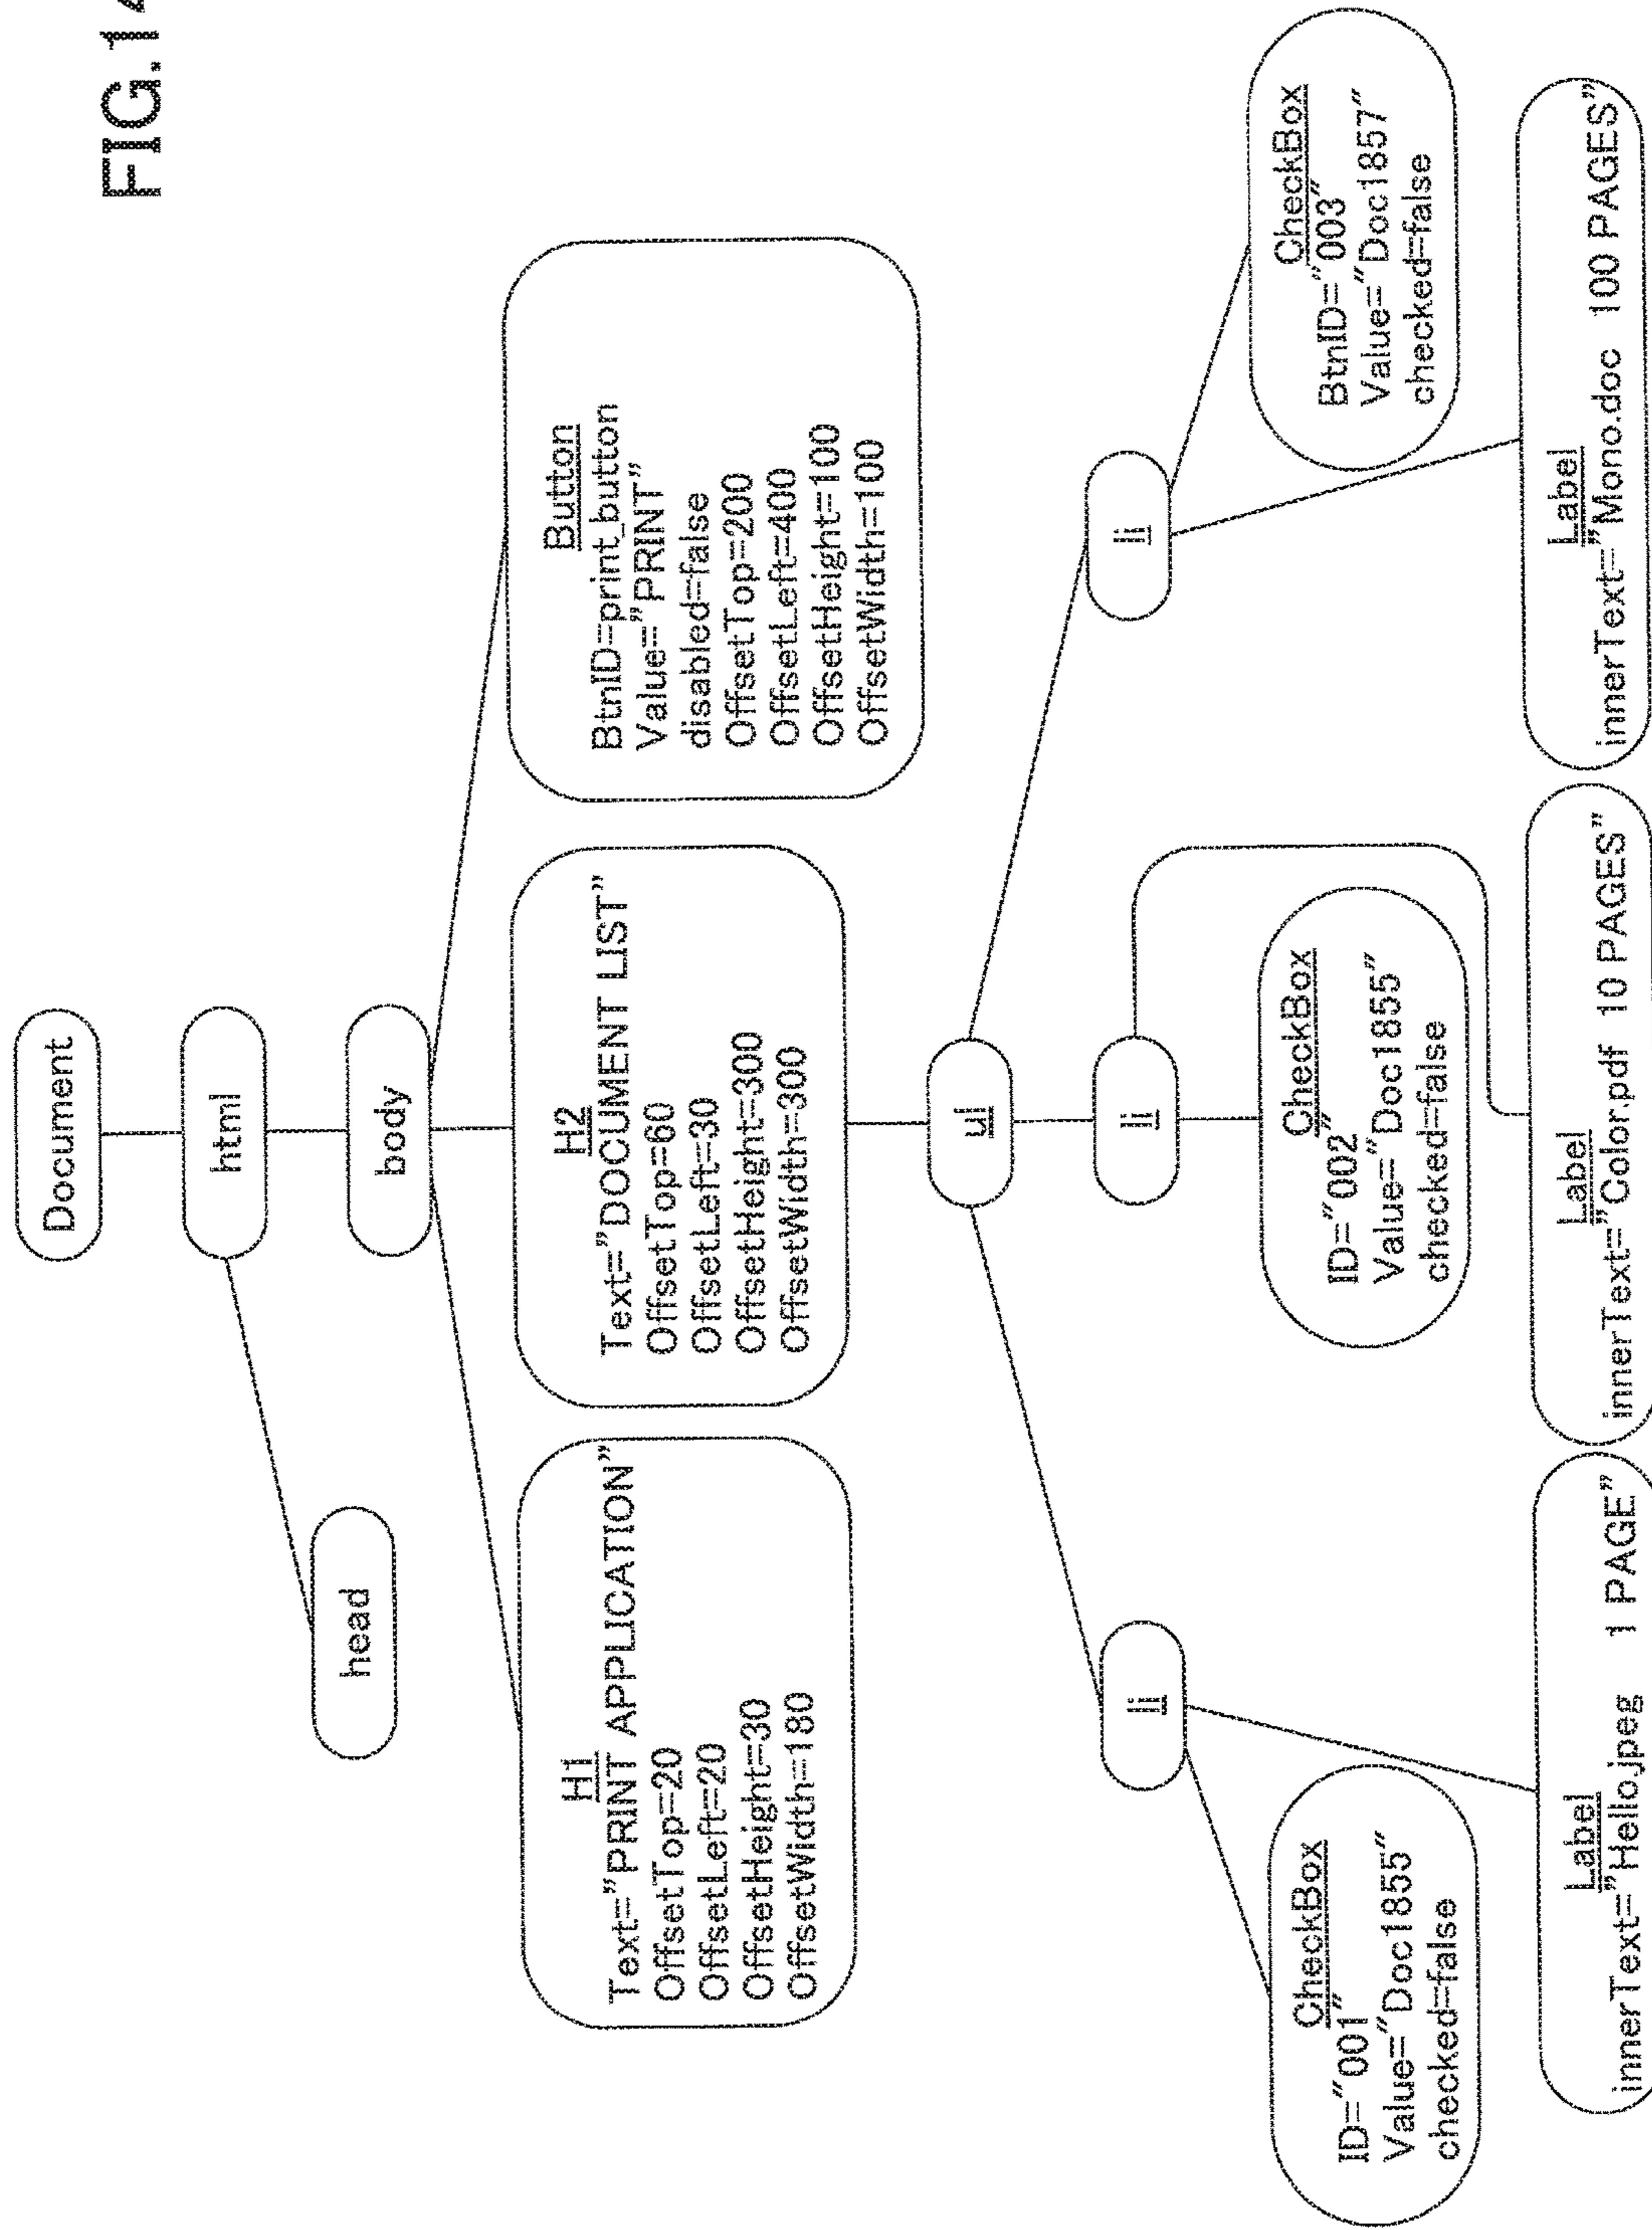 FIG.14
Document
html
head
body
H1
Text="PRINT APPLICATION"
OffsetTop=20
OffsetLeft=20
OffsetHeight=30
OffsetWidth=180
H2
Text="DOCUMENT LIST"
OffsetTop=60
OffsetLeft=30
OffsetHeight=300
OffsetWidth=300
Button
BtnID=print_button
Value="PRINT"
disabled=false
OffsetTop=200
OffsetLeft=400
OffsetHeight=100
OffsetWidth=100
ul
li
li
li
CheckBox
ID="001"
Value="Doc1855"
checked=false
CheckBox
ID="002"
Value="Doc1855"
checked=false
CheckBox
BtnID="003"
Value="Doc1857"
checked=false
Label
innerText="Hello.jpeg 1 PAGE"
Label
innerText="Color.pdf 10 PAGES"
Label
innerText="Mono.doc 100 PAGES"